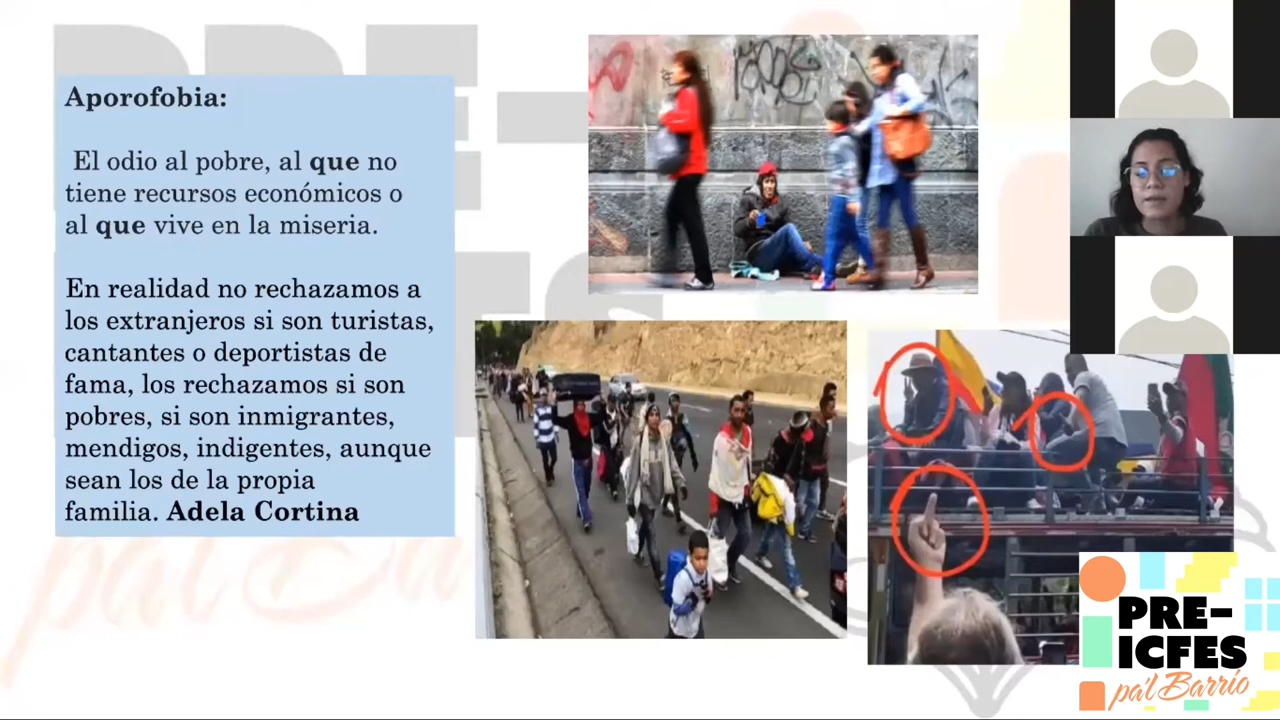 Aporofobia:
El odio al pobre, al que no
tiene recursos económicos o
al que vive en la miseria.
En realidad no rechazamos a
los extranjeros si son turistas,
cantantes o deportistas de
fama, los rechazamos si son
pobres, si son inmigrantes,
mendigos, indigentes, aunque
sean los de la propia
familia. Adela Cortina
PRE-
ICFES
pa'l Barrio